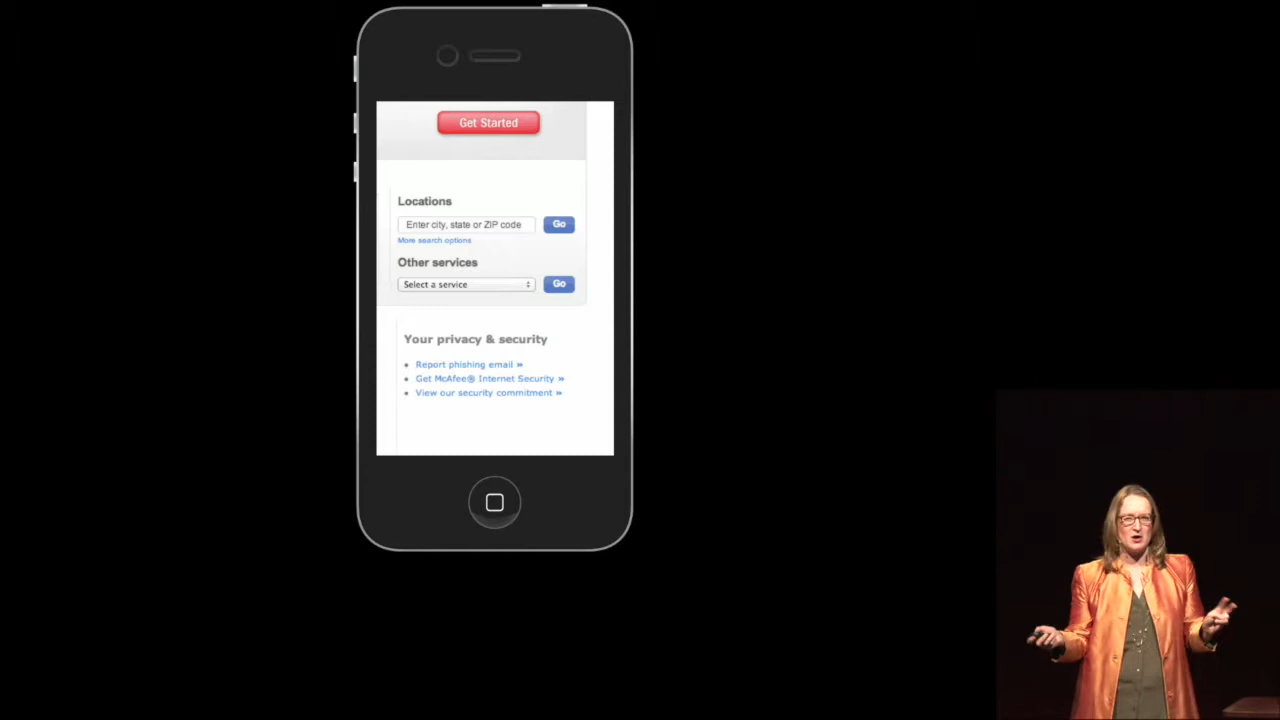 Get Started
Locations
Enter city, state or ZIP code Go
More search options
Other services
Select a service Go
Your privacy & security
Report phishing email »
Get McAfee® Internet Security »
View our security commitment »